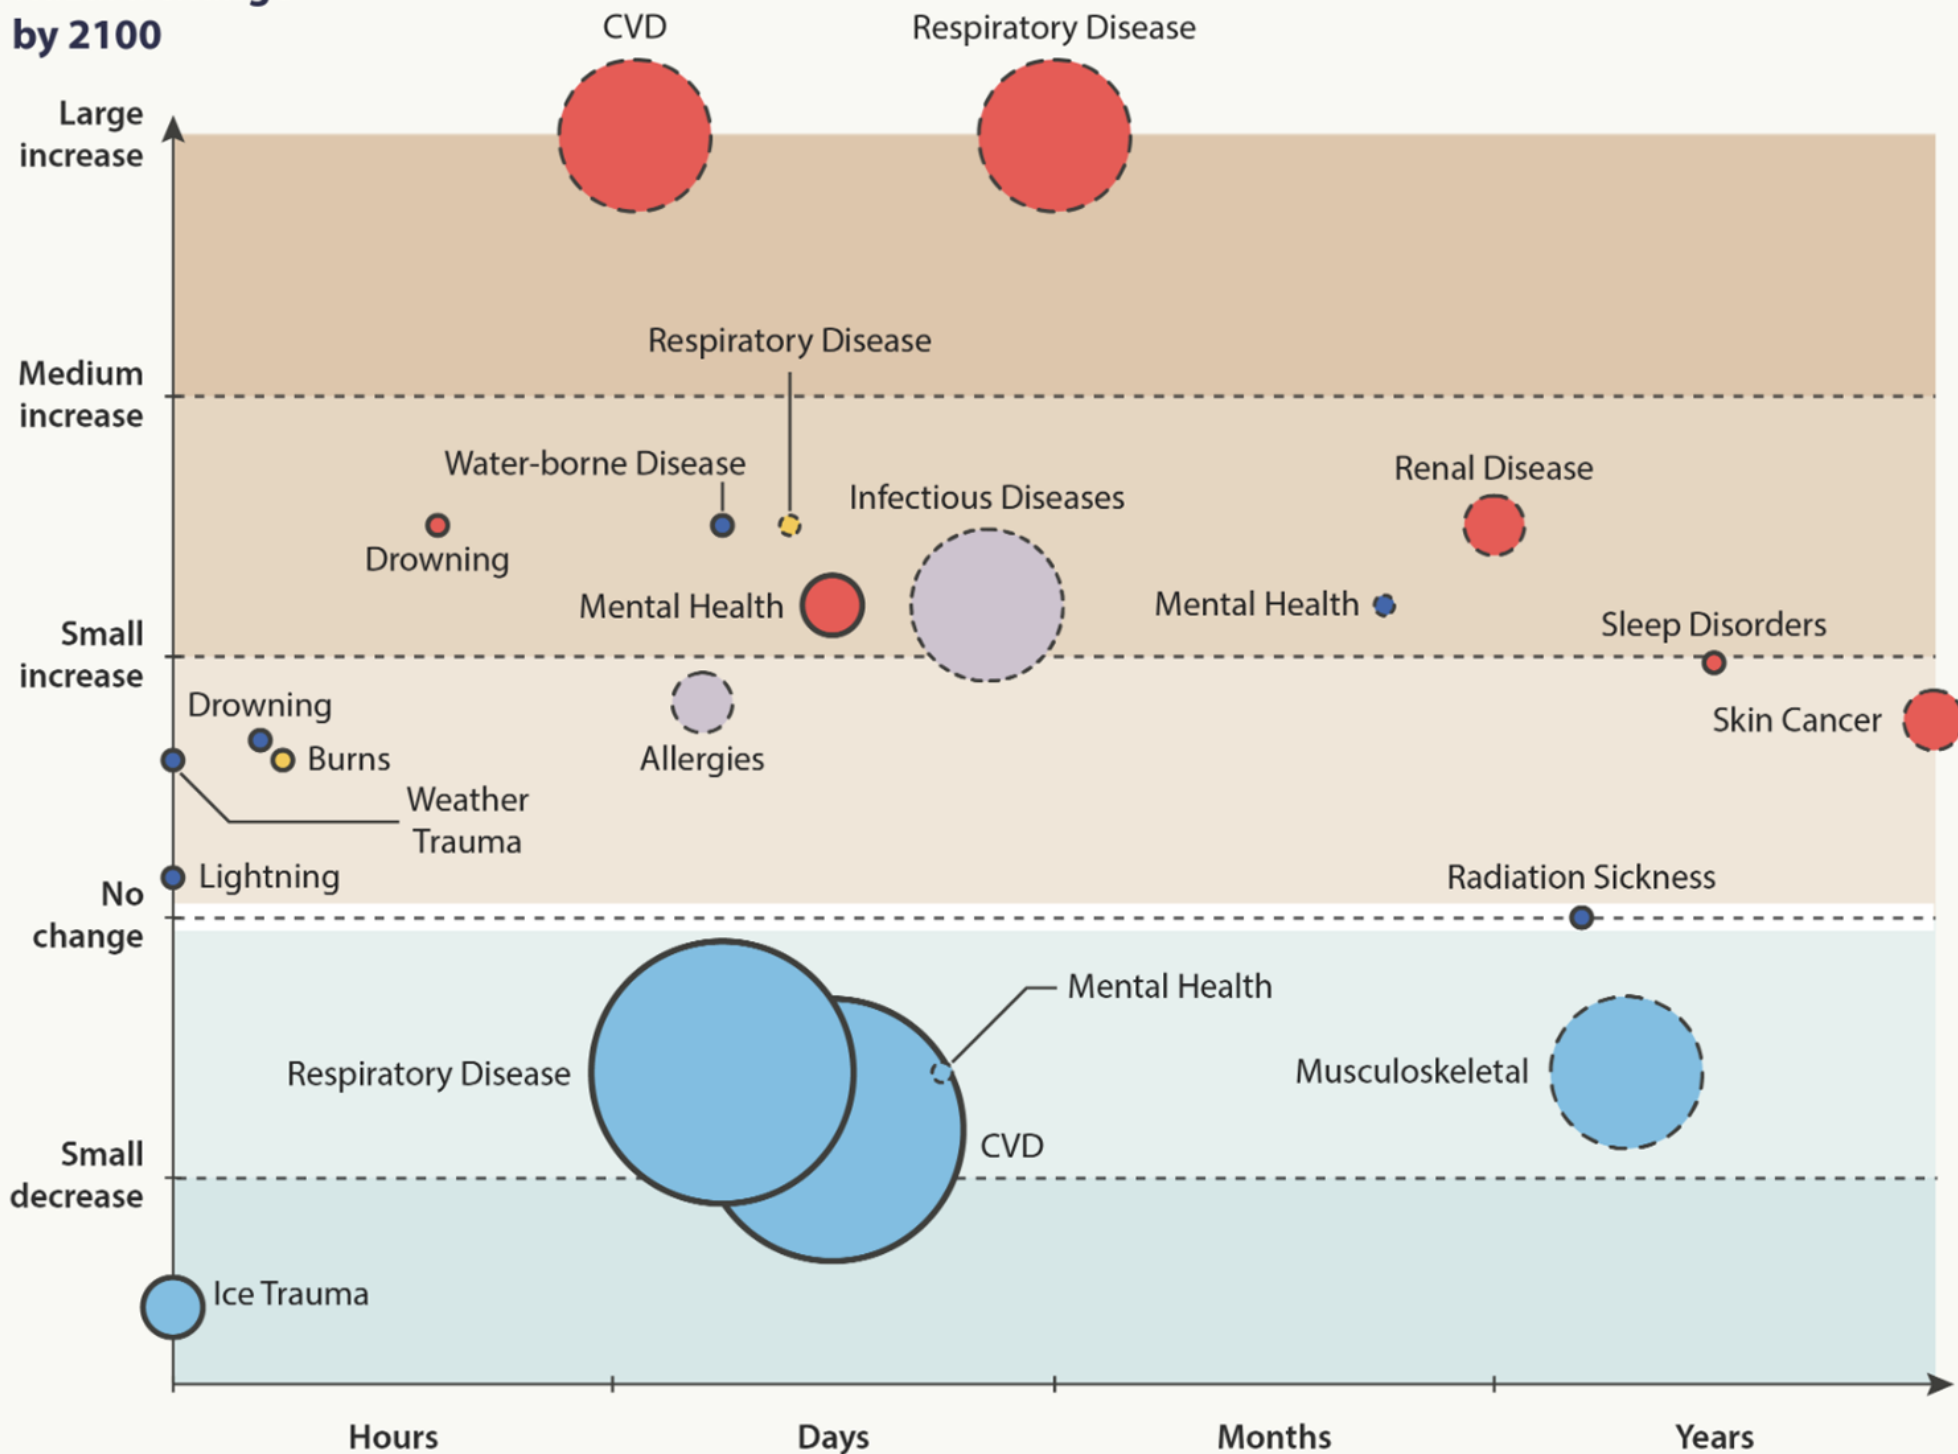 by 2100
CVD
Respiratory Disease
Large
increase
Respiratory Disease
Medium
increase
Water-borne Disease
Renal Disease
Infectious Diseases
Drowning
Mental Health
Mental Health
Sleep Disorders
Small
increase
Drowning
Skin Cancer
Burns
Allergies
Weather
Trauma
Lightning
Radiation Sickness
No
change
Mental Health
Respiratory Disease
Musculoskeletal
CVD
Small
decrease
Ice Trauma
Hours
Days
Months
Years